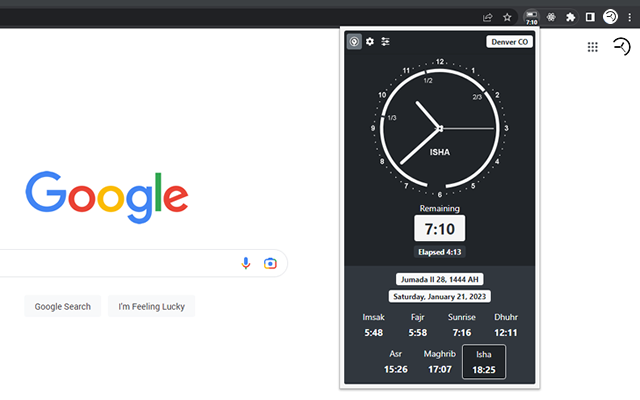 7:10
Denver CO
12
11
1
1/2
10
2/3
2
1/3
9
3
ISHA
8
4
7
5
6
Remaining
7:10
Elapsed 4:13
Google
Google Search
I'm Feeling Lucky
Jumada II 28, 1444 AH
Saturday, January 21, 2023
Imsak Fajr Sunrise Dhuhr
5:48 5:58 7:16 12:11
Asr Maghrib Isha
15:26 17:07 18:25